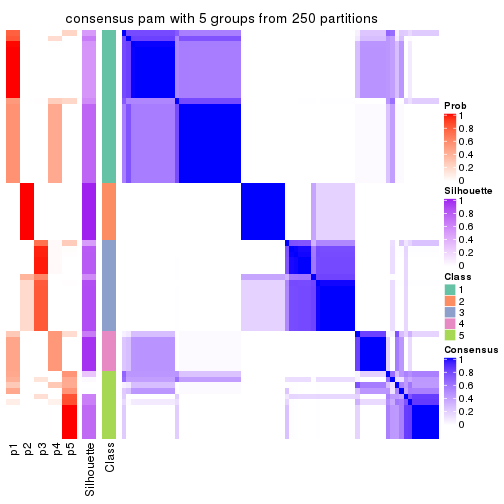 consensus pam with 5 groups from 250 partitions
Prob
1
0.8
0.6
0.4
0.2
0
Silhouette
1
0.8
0.6
0.4
0.2
0
Class
1
2
3
4
5
Consensus
1
0.8
0.6
0.4
0.2
0
p1
p2
p3
p4
p5
Silhouette
Class